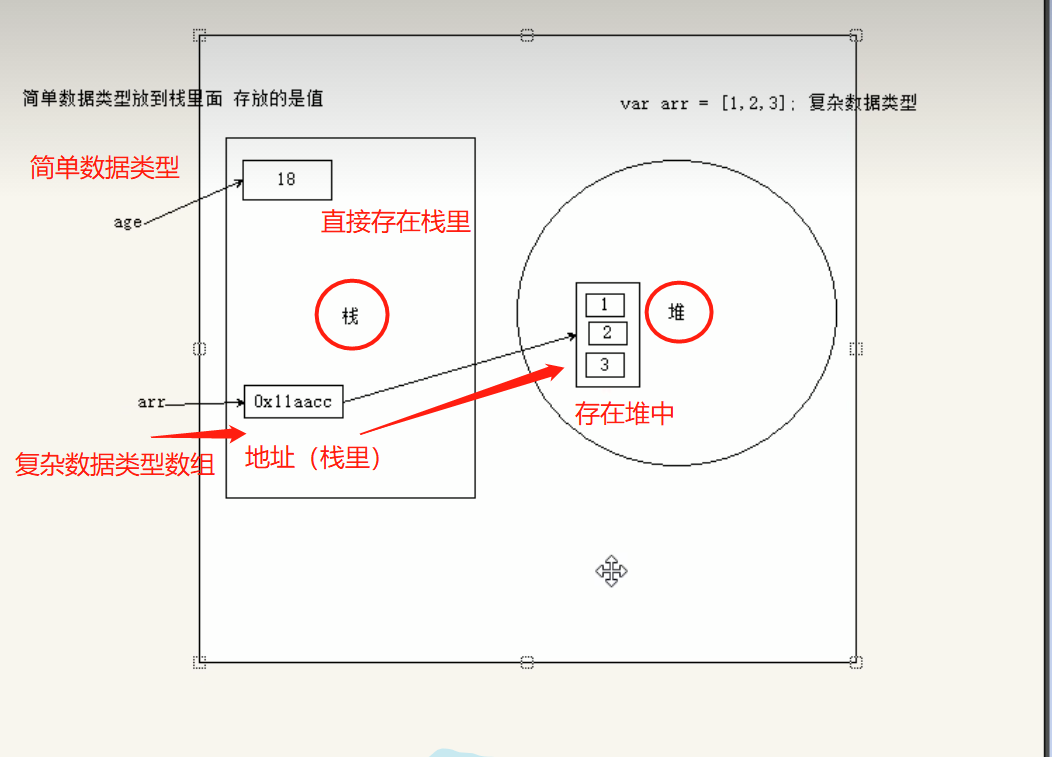 简单数据类型放到栈里面 存放的是值
var arr = [1,2,3]; 复杂数据类型
简单数据类型
18
age
直接存在栈里
栈
堆
1
2
3
arr
0x11aacc
存在堆中
复杂数据类型数组
地址（栈里）